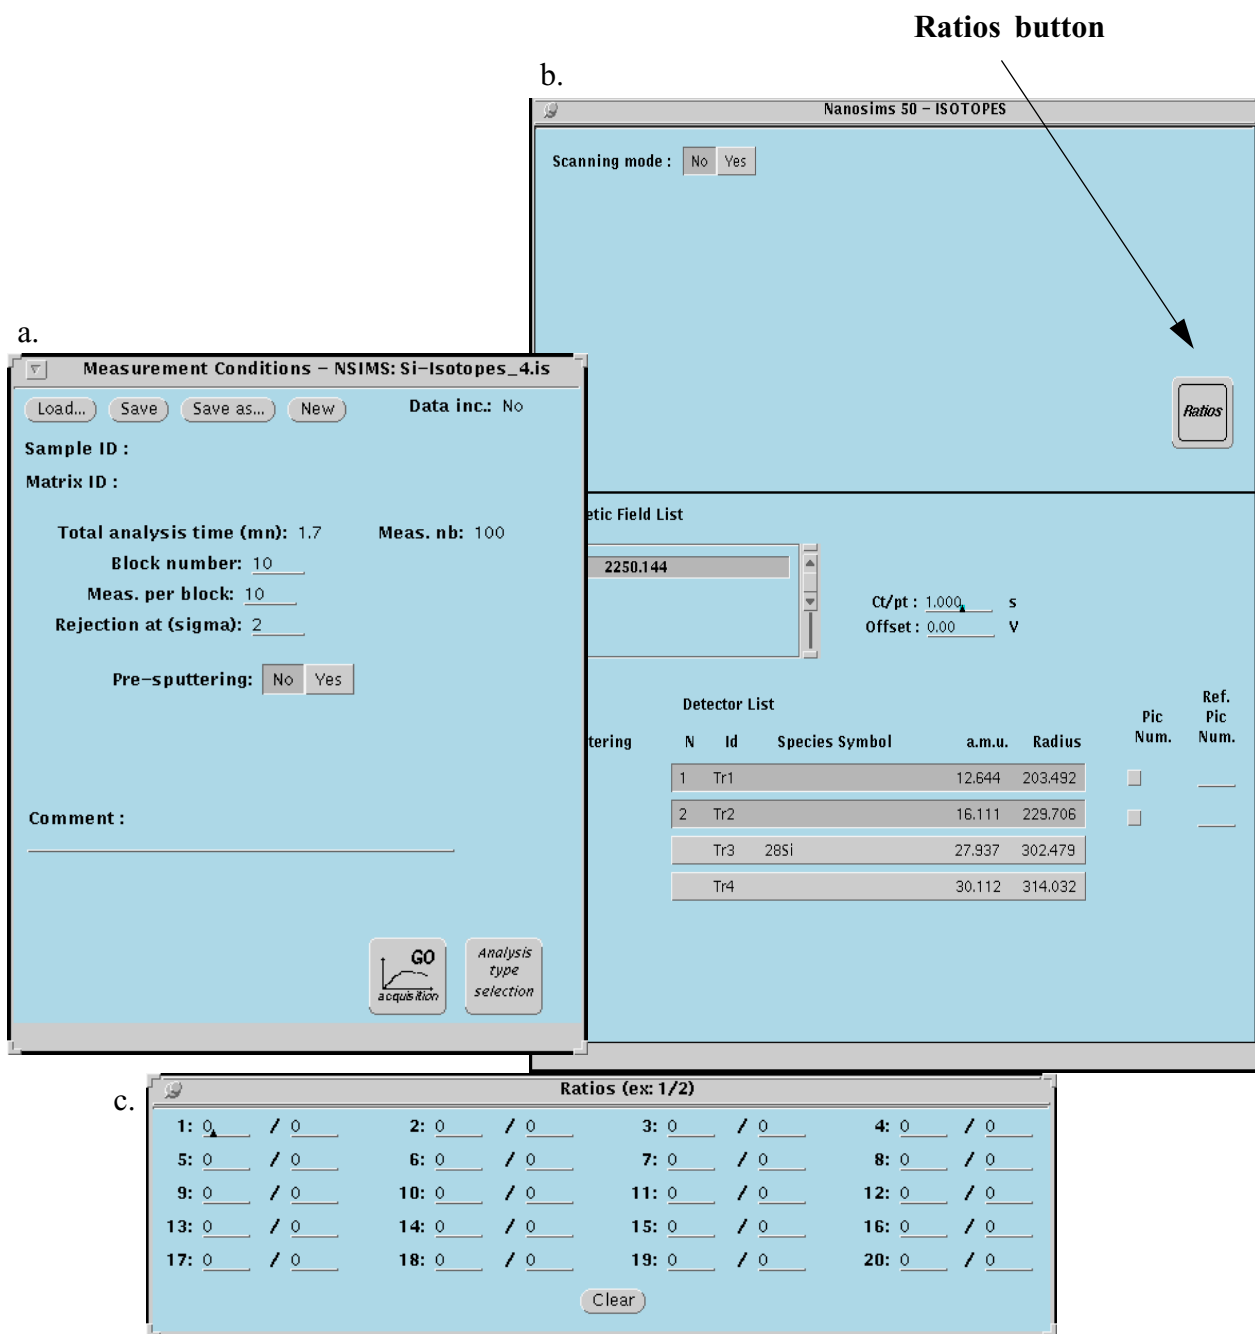 Ratios button
b.
Nanosims 50 – ISOTOPES
Scanning mode : No Yes
Ratios
a.
Measurement Conditions – NSIMS: Si–Isotopes_4.is
Load... Save Save as... New Data inc.: No
Sample ID :
Matrix ID :
Total analysis time (mn): 1.7 Meas. nb: 100
Block number: 10
Meas. per block: 10
Rejection at (sigma): 2
Pre–sputtering: No Yes
Comment :
GO
acquisition
Analysis
type
selection
etic Field List
2250.144
Ct/pt : 1.000 s
Offset : 0.00 V
tering
Detector List
Pic
Num.
Ref.
Pic
Num.
N Id Species Symbol a.m.u. Radius
1 Tr1 12.644 203.492
2 Tr2 16.111 229.706
Tr3 28Si 27.937 302.479
Tr4 30.112 314.032
c.
Ratios (ex: 1/2)
1: 0 / 0 2: 0 / 0 3: 0 / 0 4: 0 / 0
5: 0 / 0 6: 0 / 0 7: 0 / 0 8: 0 / 0
9: 0 / 0 10: 0 / 0 11: 0 / 0 12: 0 / 0
13: 0 / 0 14: 0 / 0 15: 0 / 0 16: 0 / 0
17: 0 / 0 18: 0 / 0 19: 0 / 0 20: 0 / 0
Clear